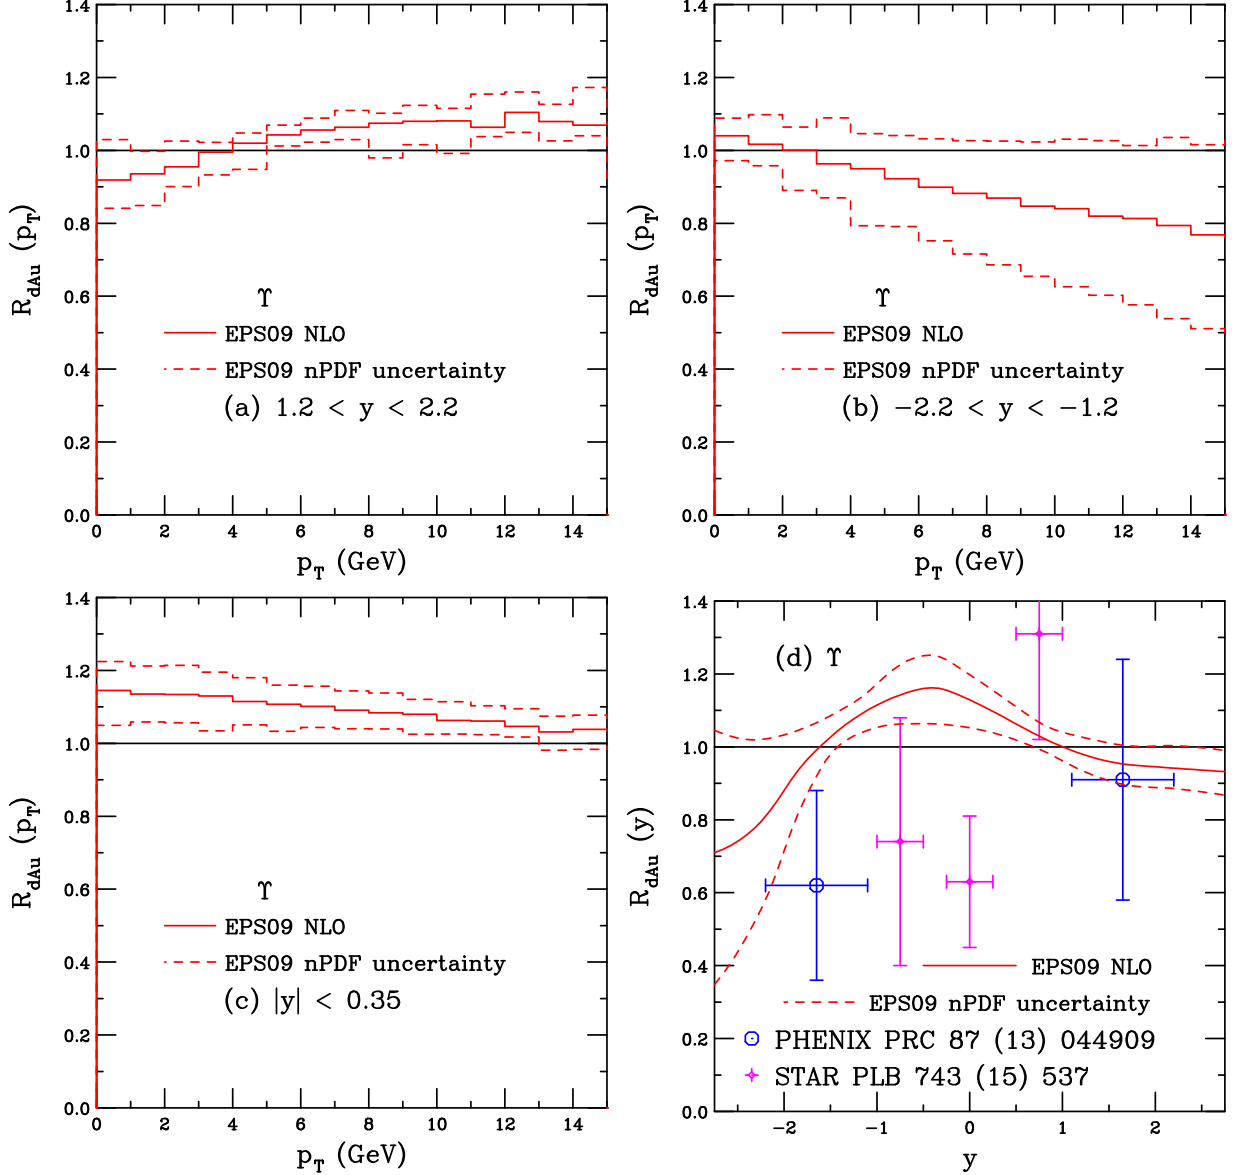 1.4
1.2
1.0
0.8
0.6
0.4
0.2
0.0
R_dAu (p_T)
ϒ
EPS09 NLO
EPS09 nPDF uncertainty
(a) 1.2 < y < 2.2
0 2 4 6 8 10 12 14
p_T (GeV)
1.4
1.2
1.0
0.8
0.6
0.4
0.2
0.0
R_dAu (p_T)
ϒ
EPS09 NLO
EPS09 nPDF uncertainty
(b) −2.2 < y < −1.2
0 2 4 6 8 10 12 14
p_T (GeV)
1.4
1.2
1.0
0.8
0.6
0.4
0.2
0.0
R_dAu (p_T)
ϒ
EPS09 NLO
EPS09 nPDF uncertainty
(c) |y| < 0.35
0 2 4 6 8 10 12 14
p_T (GeV)
1.4
1.2
1.0
0.8
0.6
0.4
0.2
0.0
R_dAu (y)
(d) ϒ
EPS09 NLO
EPS09 nPDF uncertainty
PHENIX PRC 87 (13) 044909
STAR PLB 743 (15) 537
−2 −1 0 1 2
y